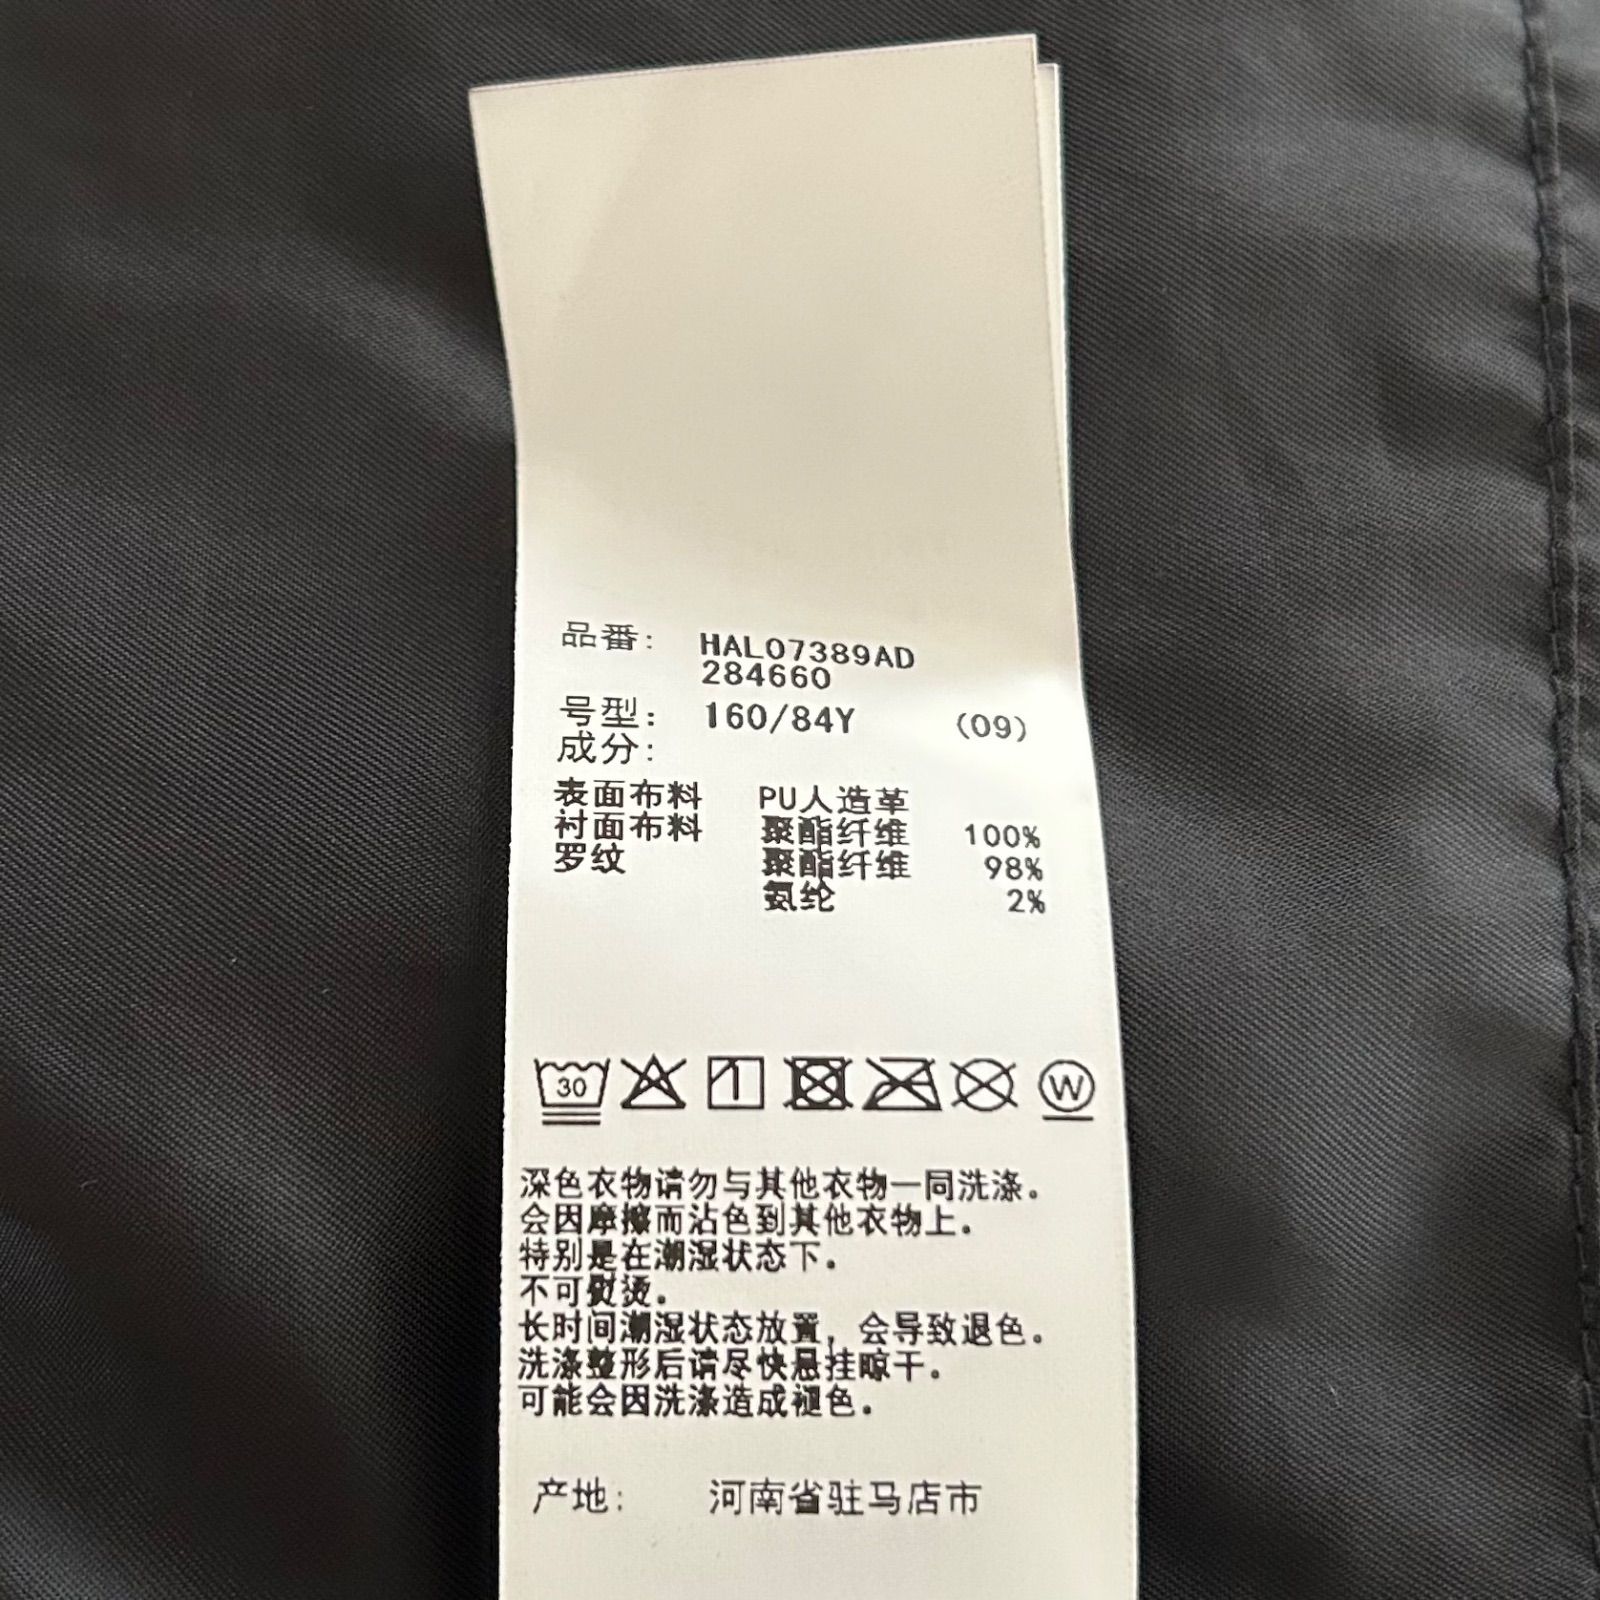 品番: HAL07389AD
284660
号型: 160/84Y (09)
成分:
表面布料 PU人造革
衬面布料 聚酯纤维 100%
罗纹 聚酯纤维 98%
氨纶 2%
30 W
深色衣物请勿与其他衣物一同洗涤。
会因摩擦而沾色到其他衣物上。
特别是在潮湿状态下。
不可熨烫。
长时间潮湿状态放置，会导致退色。
洗涤整形后请尽快悬挂晾干。
可能会因洗涤造成褪色。
产地: 河南省驻马店市